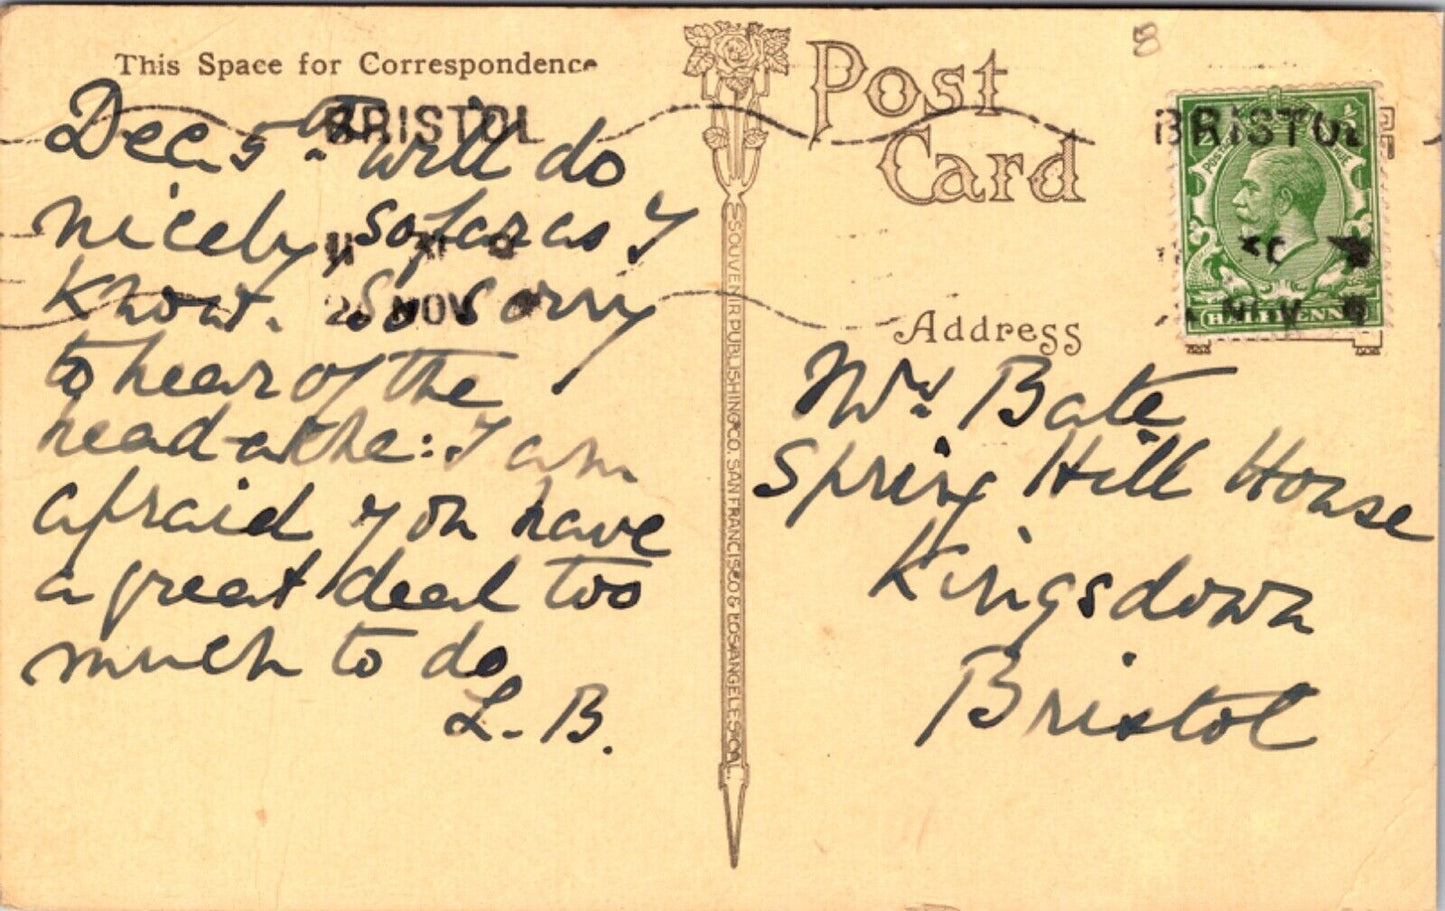 This Space for Correspondence
Dec. 5th will do
nicely, so far as I
know. So sorry
to hear of the
head-ache: I am
afraid you have
a great deal too
much to do
L. B.
BRISTOL
NOV
SOUVENIR PUBLISHING CO. SAN FRANCISCO & LOS ANGELES CAL.
Post
Card
BRISTOL
HALFPENNY
Address
Mrs. Bate
Spring Hill House
Kingsdown
Bristol
8